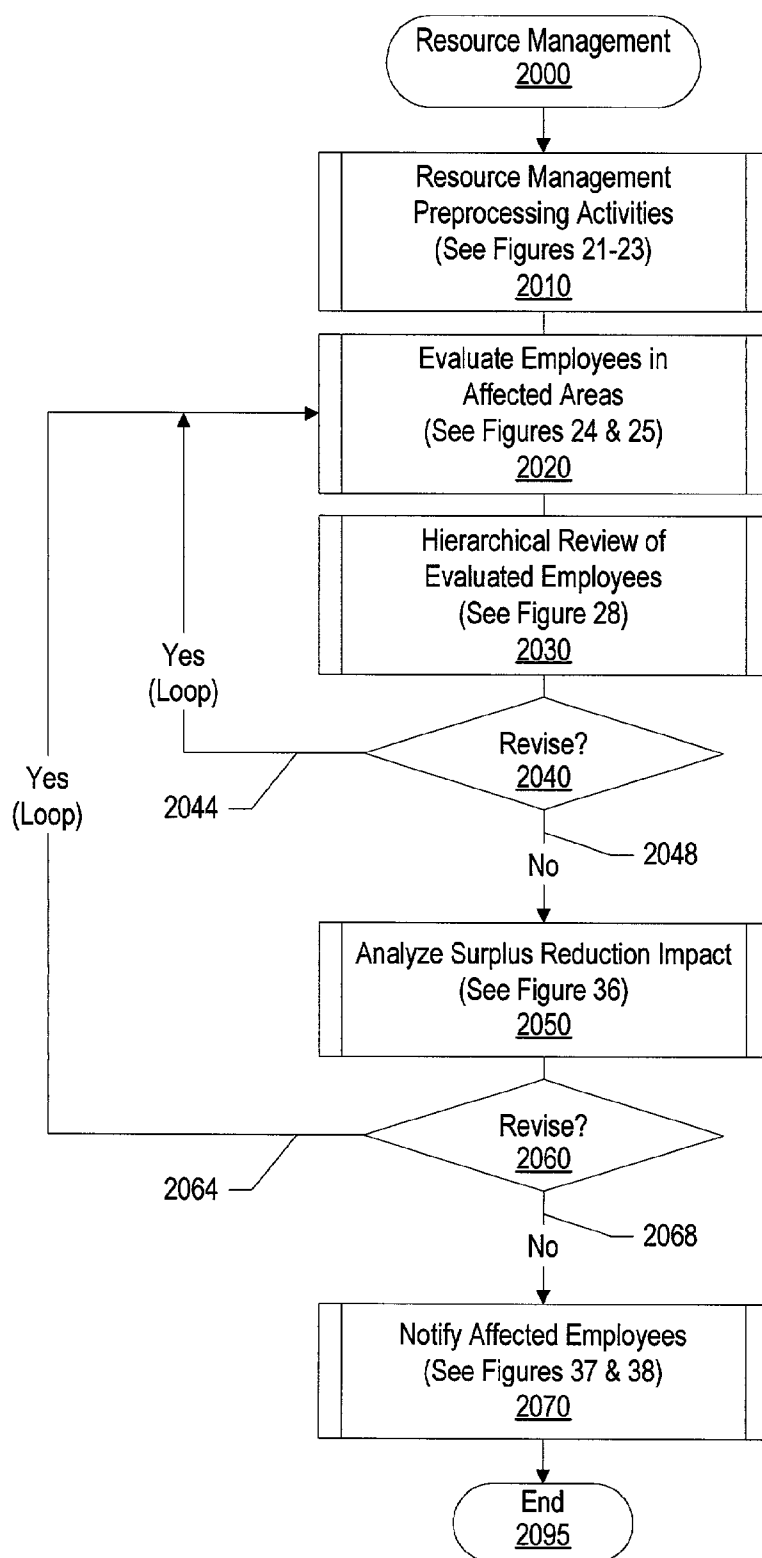 Resource Management
2000
Resource Management
Preprocessing Activities
(See Figures 21-23)
2010
Evaluate Employees in
Affected Areas
(See Figures 24 & 25)
2020
Hierarchical Review of
Evaluated Employees
(See Figure 28)
2030
Yes
(Loop)
Revise?
2040
2044
Yes
(Loop)
2048
No
Analyze Surplus Reduction Impact
(See Figure 36)
2050
Revise?
2060
2064
2068
No
Notify Affected Employees
(See Figures 37 & 38)
2070
End
2095